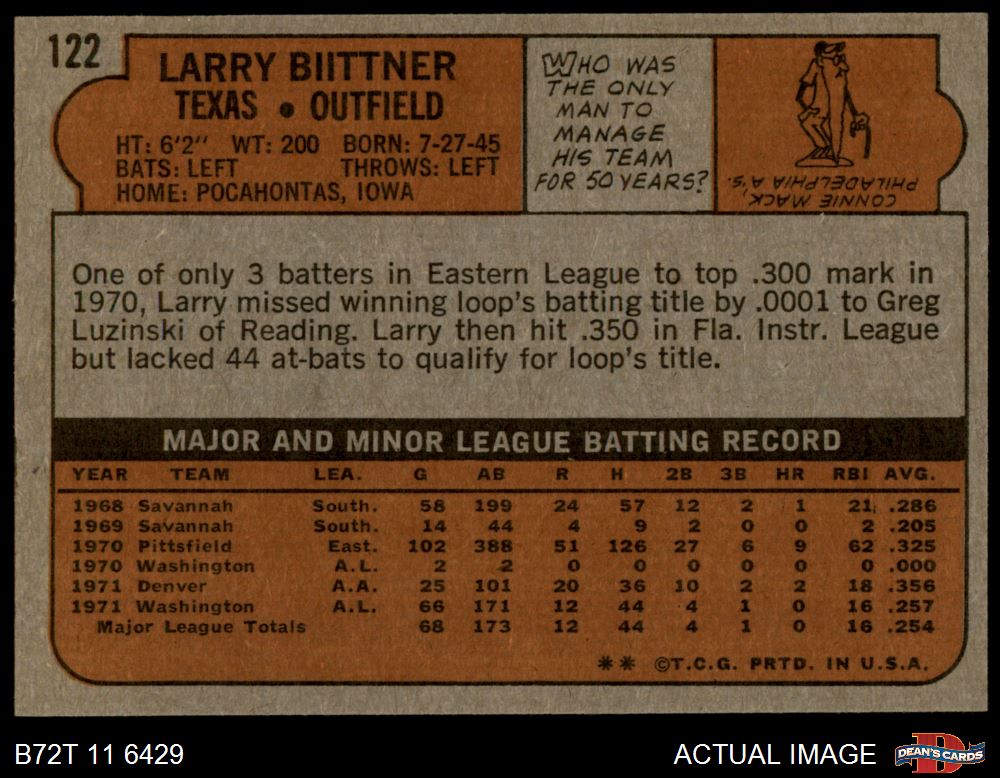 122
LARRY BIITTNER
TEXAS • OUTFIELD
HT: 6'2" WT: 200 BORN: 7-27-45
BATS: LEFT THROWS: LEFT
HOME: POCAHONTAS, IOWA
WHO WAS
THE ONLY
MAN TO
MANAGE
HIS TEAM
FOR 50 YEARS?
CONNIE MACK,
PHILADELPHIA A's.
One of only 3 batters in Eastern League to top .300 mark in
1970, Larry missed winning loop's batting title by .0001 to Greg
Luzinski of Reading. Larry then hit .350 in Fla. Instr. League
but lacked 44 at-bats to qualify for loop's title.
MAJOR AND MINOR LEAGUE BATTING RECORD
YEAR TEAM LEA. G AB R H 2B 3B HR RBI AVG.
1968 Savannah South. 58 199 24 57 12 2 1 21 .286
1969 Savannah South. 14 44 4 9 2 0 0 2 .205
1970 Pittsfield East. 102 388 51 126 27 6 9 62 .325
1970 Washington A.L. 2 2 0 0 0 0 0 0 .000
1971 Denver A.A. 25 101 20 36 10 2 2 18 .356
1971 Washington A.L. 66 171 12 44 4 1 0 16 .257
Major League Totals 68 173 12 44 4 1 0 16 .254
** ©T.C.G. PRTD. IN U.S.A.
B72T 11 6429
ACTUAL IMAGE
DEAN'S CARDS